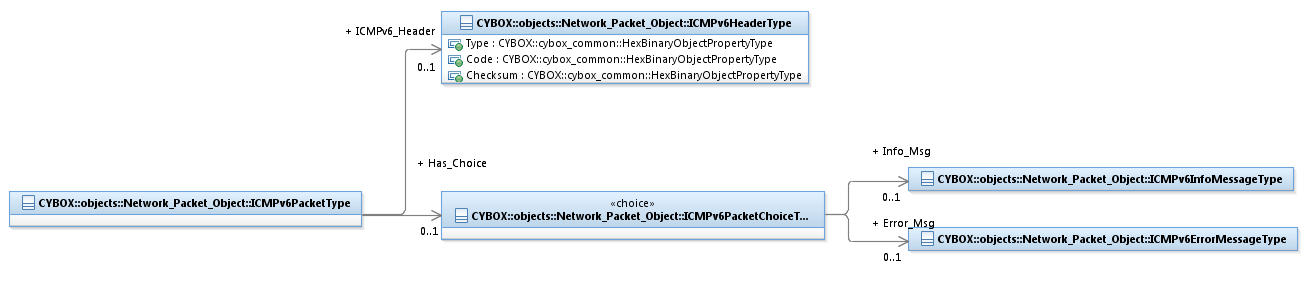 + ICMPv6_Header
0..1
CYBOX::objects::Network_Packet_Object::ICMPv6HeaderType
Type : CYBOX::cybox_common::HexBinaryObjectPropertyType
Code : CYBOX::cybox_common::HexBinaryObjectPropertyType
Checksum : CYBOX::cybox_common::HexBinaryObjectPropertyType
+ Has_Choice
0..1
CYBOX::objects::Network_Packet_Object::ICMPv6PacketType
«choice»
CYBOX::objects::Network_Packet_Object::ICMPv6PacketChoiceT...
+ Info_Msg
0..1
CYBOX::objects::Network_Packet_Object::ICMPv6InfoMessageType
+ Error_Msg
0..1
CYBOX::objects::Network_Packet_Object::ICMPv6ErrorMessageType